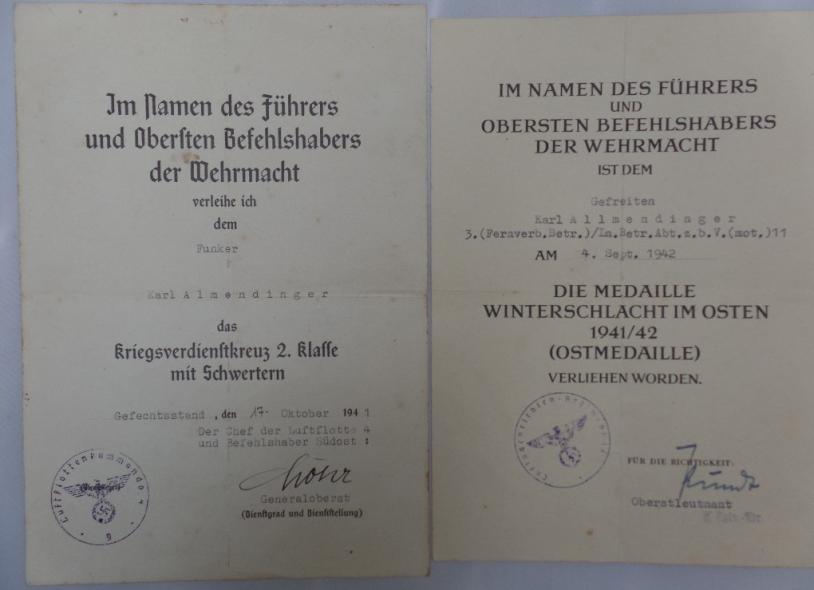 Im Namen des Führers
und Obersten Befehlshabers
der Wehrmacht
verleihe ich
dem
Funker
Karl A l m e n d i n g e r
das
Kriegsverdienstkreuz 2. Klasse
mit Schwertern
Gefechtsstand , den 17. Oktober 1941
Der Chef der Luftflotte 4
und Befehlshaber Südost :
Löhr
Generaloberst
(Dienstgrad und Dienststellung)
Luftflottenkommando 4
IM NAMEN DES FÜHRERS
UND
OBERSTEN BEFEHLSHABERS
DER WEHRMACHT
IST DEM
Gefreiten
Karl A l l m e n d i n g e r
3.(Fernverb.Betr.)/Ln.Betr.Abt.z.b.V.(mot.)11
AM 4. Sept. 1942
DIE MEDAILLE
WINTERSCHLACHT IM OSTEN
1941/42
(OSTMEDAILLE)
VERLIEHEN WORDEN.
FÜR DIE RICHTIGKEIT:
Oberstleutnant